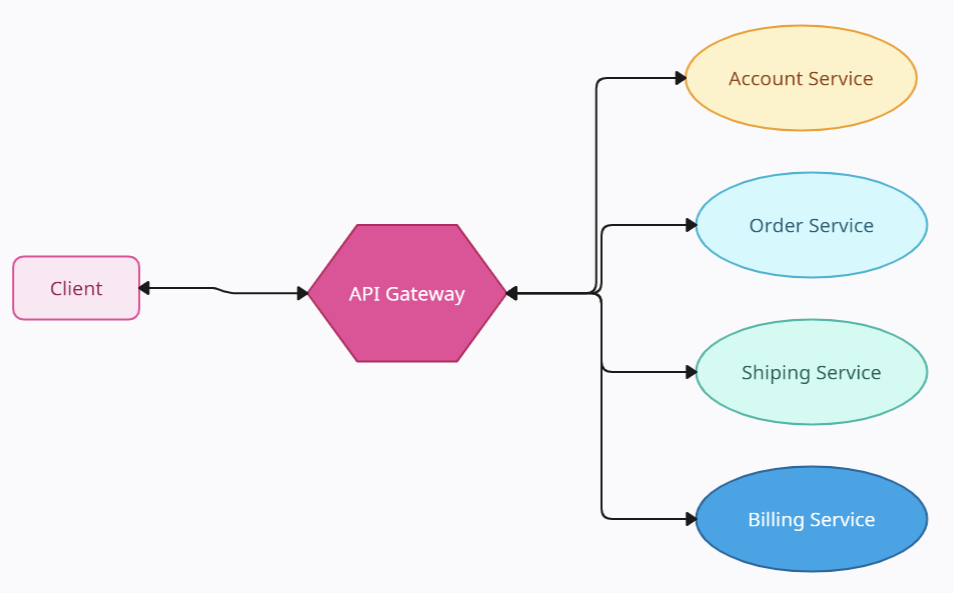 Account Service
Order Service
Client
API Gateway
Shiping Service
Billing Service